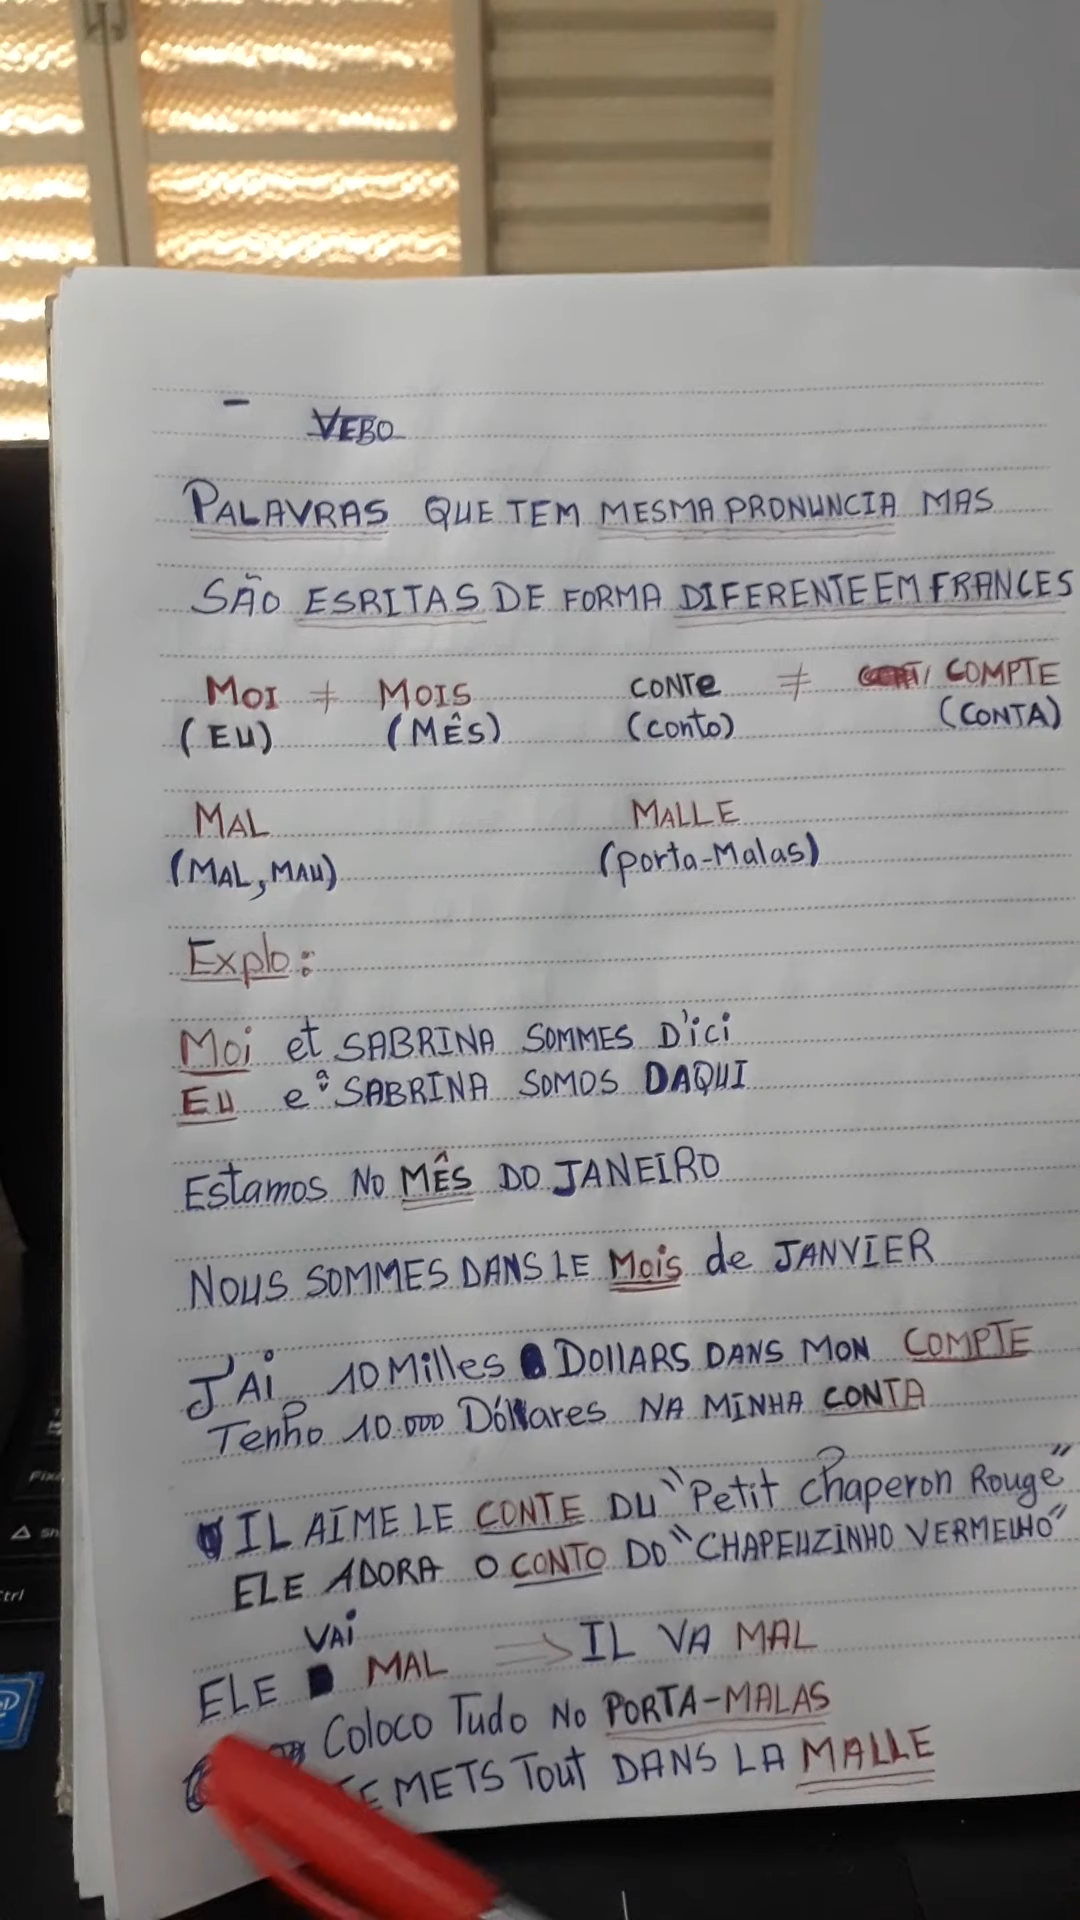 VEBO
PALAVRAS QUE TEM MESMA PRONUNCIA MAS
SÃO ESRITAS DE FORMA DIFERENTE EM FRANCES
MOI ≠ MOIS CONTE ≠ COMPTE
(EU) (MÊS) (conto) (CONTA)
MAL MALLE
(MAL, MAU) (porta-Malas)
Explo:
Moi et SABRINA SOMMES D'ici
EU e a SABRINA SOMOS DAQUI
Estamos NO MÊS DO JANEIRO
NOUS SOMMES DANS LE Mois de JANVIER
J'Ai 10 Milles DOllARS DANS MON COMPTE
Tenho 10.000 Dóllares NA MINHA CONTA
IL AIME LE CONTE DU "Petit Chaperon Rouge"
ELE ADORA O CONTO DO "CHAPEUZINHO VERMELHO"
VAi
ELE MAL ⇒ IL VA MAL
Coloco Tudo No PORTA-MALAS
METS Tout DANS LA MALLE